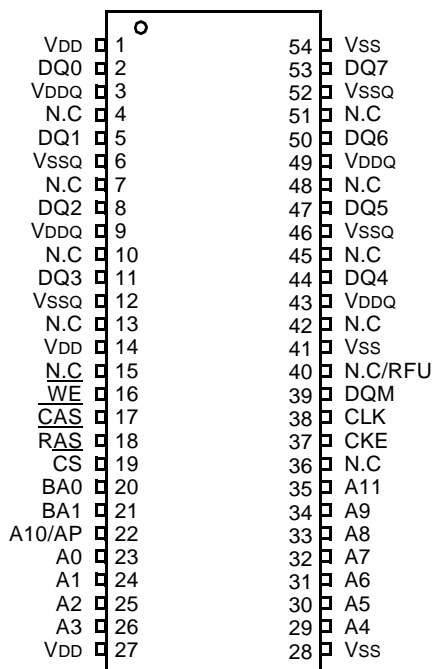 VDD 1 54 VSS
DQ0 2 53 DQ7
VDDQ 3 52 VSSQ
N.C 4 51 N.C
DQ1 5 50 DQ6
VSSQ 6 49 VDDQ
N.C 7 48 N.C
DQ2 8 47 DQ5
VDDQ 9 46 VSSQ
N.C 10 45 N.C
DQ3 11 44 DQ4
VSSQ 12 43 VDDQ
N.C 13 42 N.C
VDD 14 41 VSS
N.C 15 40 N.C/RFU
WE 16 39 DQM
CAS 17 38 CLK
RAS 18 37 CKE
CS 19 36 N.C
BA0 20 35 A11
BA1 21 34 A9
A10/AP 22 33 A8
A0 23 32 A7
A1 24 31 A6
A2 25 30 A5
A3 26 29 A4
VDD 27 28 VSS